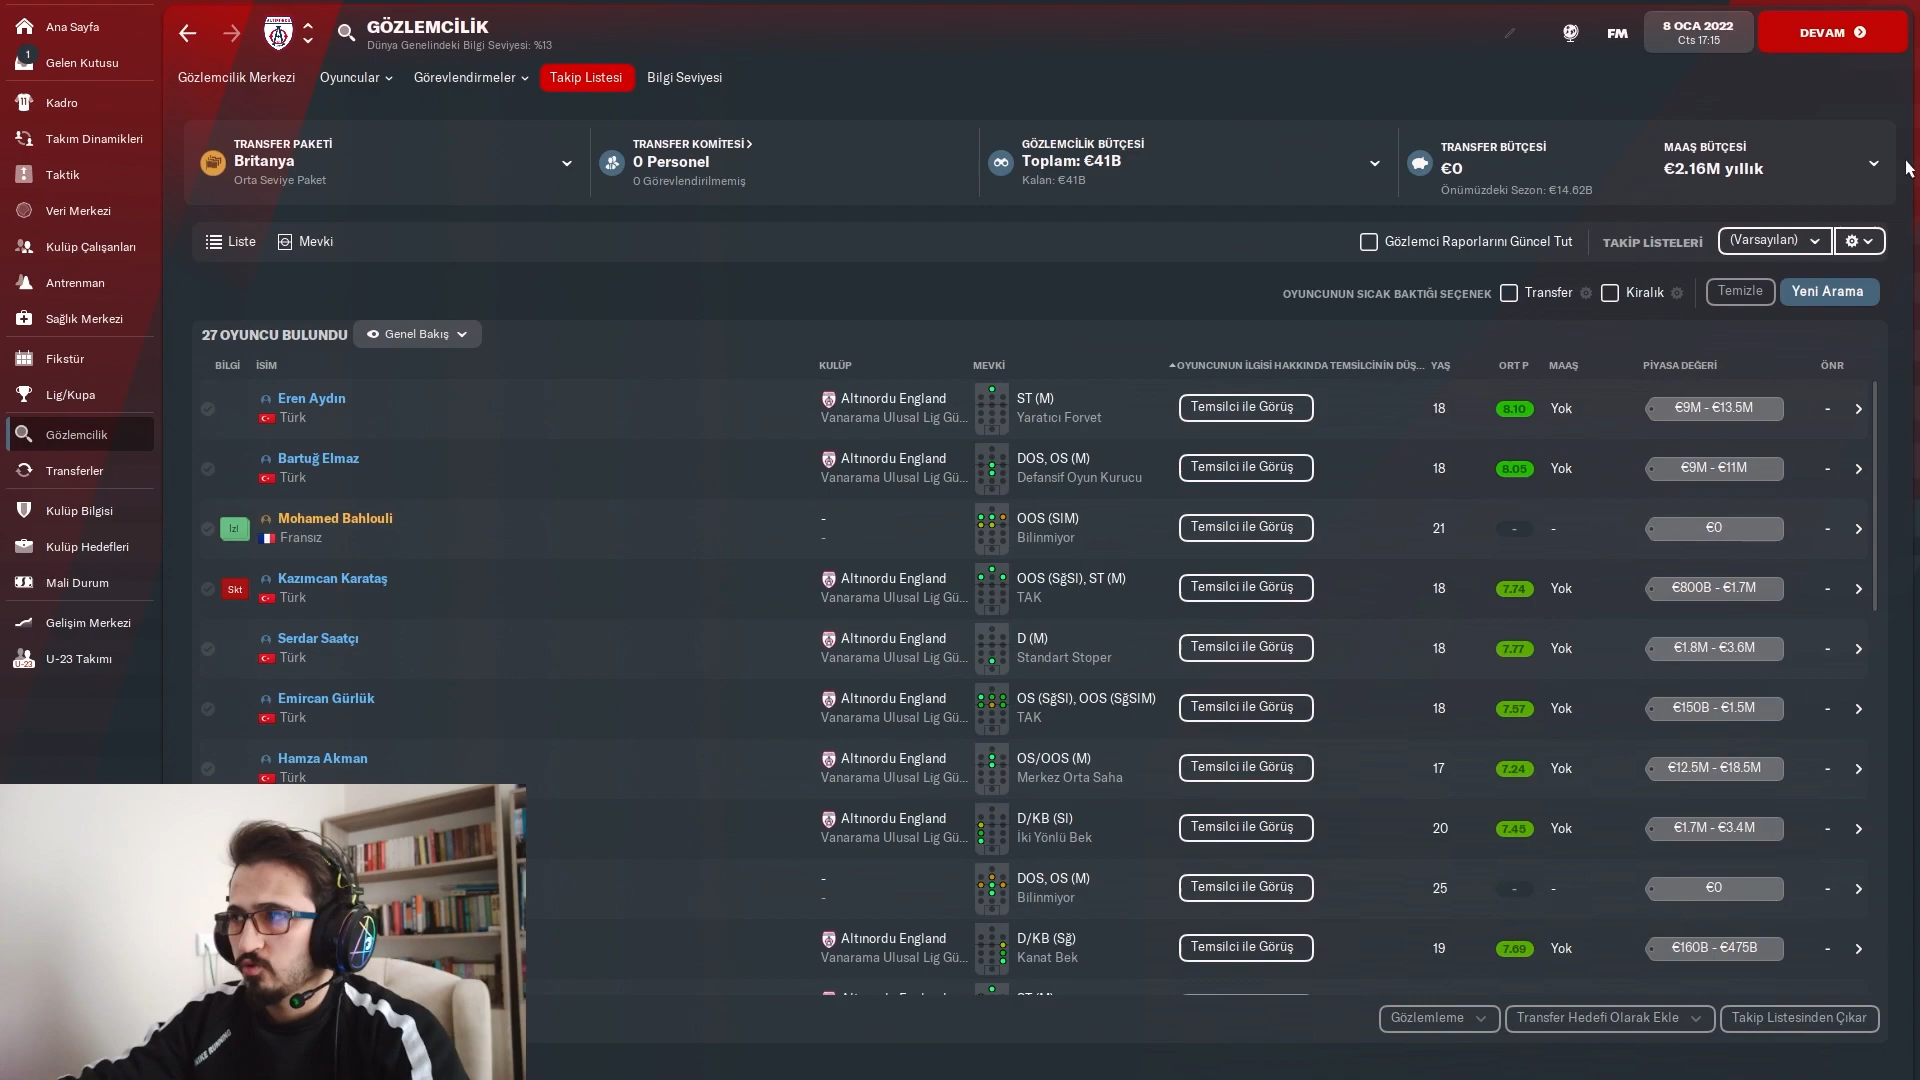 Ana Sayfa
1
Gelen Kutusu
Kadro
Takım Dinamikleri
Taktik
Veri Merkezi
Kulüp Çalışanları
Antrenman
Sağlık Merkezi
Fikstür
Lig/Kupa
Gözlemcilik
Transferler
Kulüp Bilgisi
Kulüp Hedefleri
Mali Durum
Gelişim Merkezi
U-23 U-23 Takımı
GÖZLEMCİLİK
Dünya Genelindeki Bilgi Seviyesi: %13
FM
8 OCA 2022
Cts 17:15
DEVAM
Gözlemcilik Merkezi Oyuncular Görevlendirmeler Takip Listesi Bilgi Seviyesi
TRANSFER PAKETİ
Britanya
Orta Seviye Paket
TRANSFER KOMİTESİ
0 Personel
0 Görevlendirilmemiş
GÖZLEMCİLİK BÜTÇESİ
Toplam: €41B
Kalan: €41B
TRANSFER BÜTÇESİ
€0
Önümüzdeki Sezon: €14.62B
MAAŞ BÜTÇESİ
€2.16M yıllık
Liste Mevki
Gözlemci Raporlarını Güncel Tut TAKİP LİSTELERİ (Varsayılan)
OYUNCUNUN SICAK BAKTIĞI SEÇENEK Transfer Kiralık Temizle Yeni Arama
27 OYUNCU BULUNDU Genel Bakış
BİLGİ İSİM KULÜP MEVKİ OYUNCUNUN İLGİSİ HAKKINDA TEMSİLCİNİN DÜŞ... YAŞ ORT P MAAŞ PİYASA DEĞERİ ÖNR
Eren Aydın Altınordu England ST (M) Temsilci ile Görüş 18 8.10 Yok €9M - €13.5M -
Türk Vanarama Ulusal Lig Gü... Yaratıcı Forvet
Bartuğ Elmaz Altınordu England DOS, OS (M) Temsilci ile Görüş 18 8.05 Yok €9M - €11M -
Türk Vanarama Ulusal Lig Gü... Defansif Oyun Kurucu
İzl Mohamed Bahlouli - OOS (SlM) Temsilci ile Görüş 21 - - €0 -
Fransız - Bilinmiyor
Skt Kazımcan Karataş Altınordu England OOS (SğSl), ST (M) Temsilci ile Görüş 18 7.74 Yok €800B - €1.7M -
Türk Vanarama Ulusal Lig Gü... TAK
Serdar Saatçı Altınordu England D (M) Temsilci ile Görüş 18 7.77 Yok €1.8M - €3.6M -
Türk Vanarama Ulusal Lig Gü... Standart Stoper
Emircan Gürlük Altınordu England OS (SğSl), OOS (SğSlM) Temsilci ile Görüş 18 7.57 Yok €150B - €1.5M -
Türk Vanarama Ulusal Lig Gü... TAK
Hamza Akman Altınordu England OS/OOS (M) Temsilci ile Görüş 17 7.24 Yok €12.5M - €18.5M -
Türk Vanarama Ulusal Lig Gü... Merkez Orta Saha
Altınordu England D/KB (Sl) Temsilci ile Görüş 20 7.45 Yok €1.7M - €3.4M -
Vanarama Ulusal Lig Gü... İki Yönlü Bek
- DOS, OS (M) Temsilci ile Görüş 25 - - €0 -
- Bilinmiyor
Altınordu England D/KB (Sğ) Temsilci ile Görüş 19 7.69 Yok €160B - €475B -
Vanarama Ulusal Lig Gü... Kanat Bek
Gözlemleme Transfer Hedefi Olarak Ekle Takip Listesinden Çıkar
RUNNING